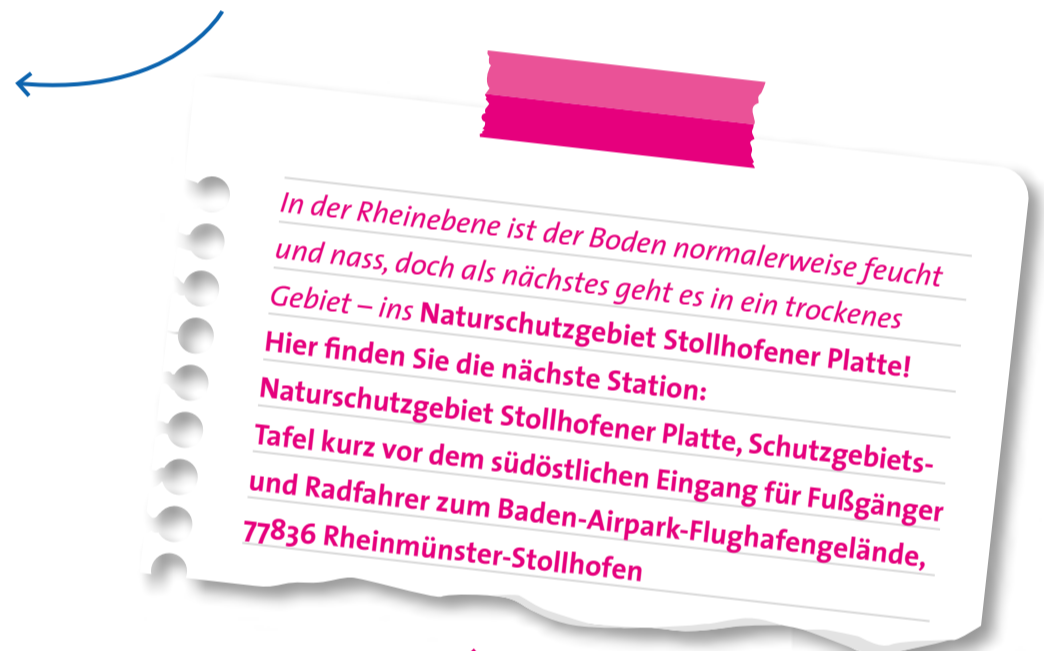 In der Rheinebene ist der Boden normalerweise feucht
und nass, doch als nächstes geht es in ein trockenes
Gebiet – ins Naturschutzgebiet Stollhofener Platte!
Hier finden Sie die nächste Station:
Naturschutzgebiet Stollhofener Platte, Schutzgebiets-
Tafel kurz vor dem südöstlichen Eingang für Fußgänger
und Radfahrer zum Baden-Airpark-Flughafengelände,
77836 Rheinmünster-Stollhofen